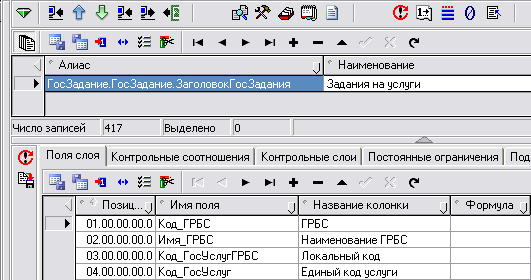 Алиас Наименование
ГосЗадание.ГосЗадание.ЗаголовокГосЗадания Задания на услуги
Число записей 417 Выделено 0
Поля слоя Контрольные соотношения Контрольные слои Постоянные ограничения Под
Позиц... Имя поля Название колонки Формула
01.00.00.00.0 Код_ГРБС ГРБС
02.00.00.00.0 Имя_ГРБС Наименование ГРБС
03.00.00.00.0 Код_ГосУслугГРБС Локальный код
04.00.00.00.0 Код_ГосУслуг Единый код услуги